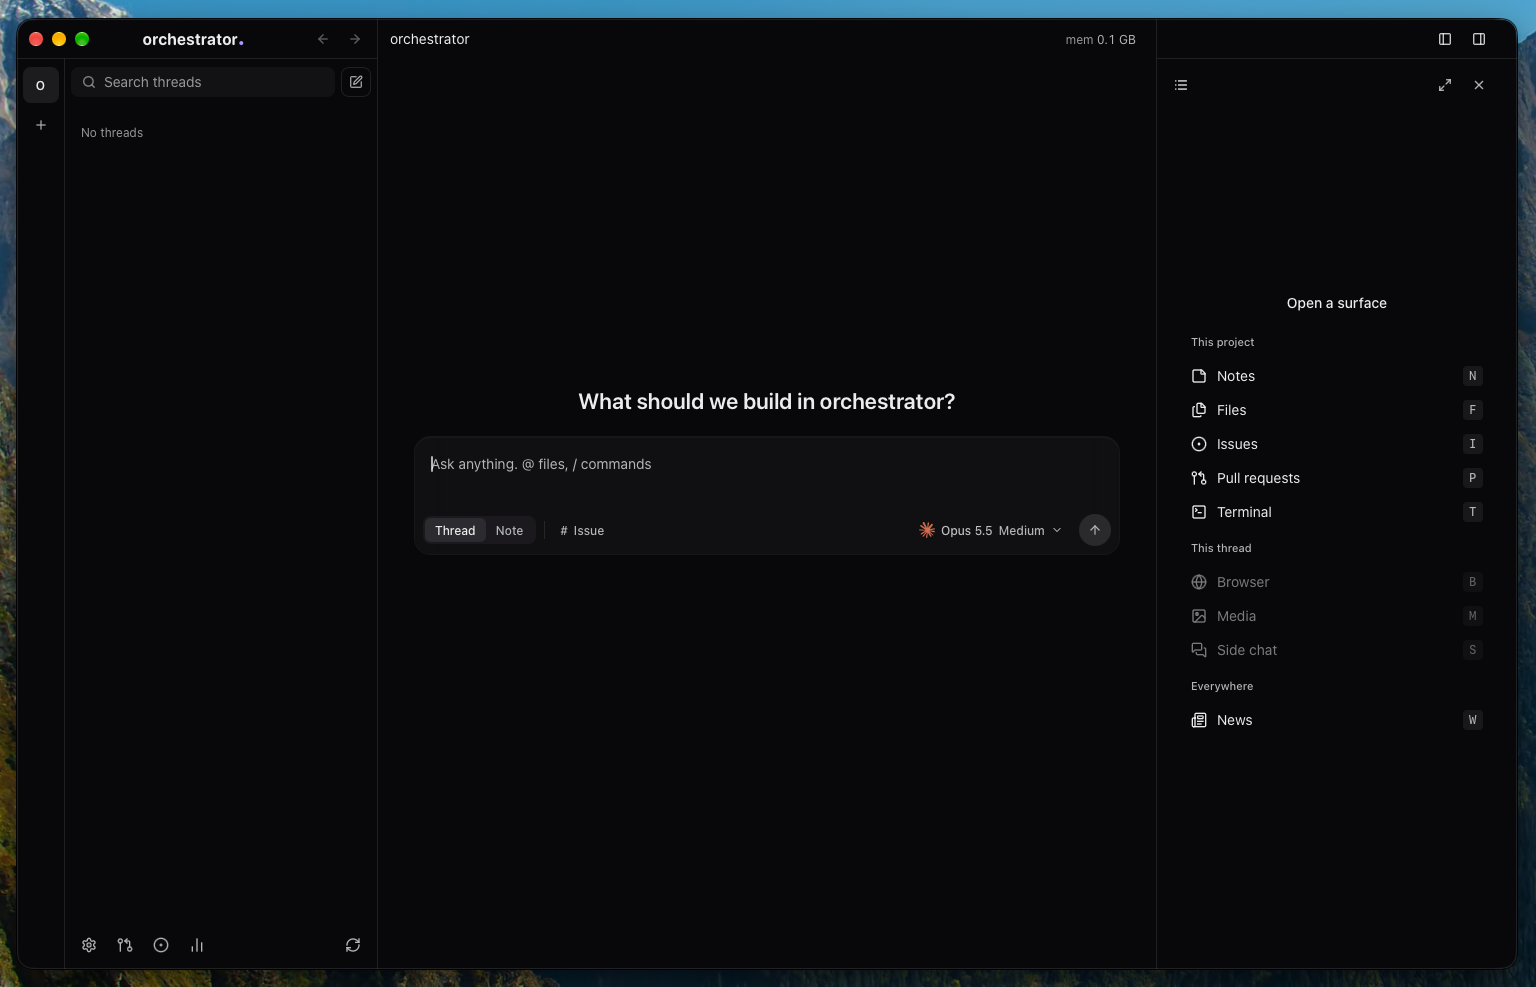 orchestrator.
orchestrator
mem 0.1 GB
O
Search threads
No threads
What should we build in orchestrator?
Ask anything. @ files, / commands
Thread
Note
# Issue
Opus 5.5 Medium
Open a surface
This project
Notes N
Files F
Issues I
Pull requests P
Terminal T
This thread
Browser B
Media M
Side chat S
Everywhere
News W